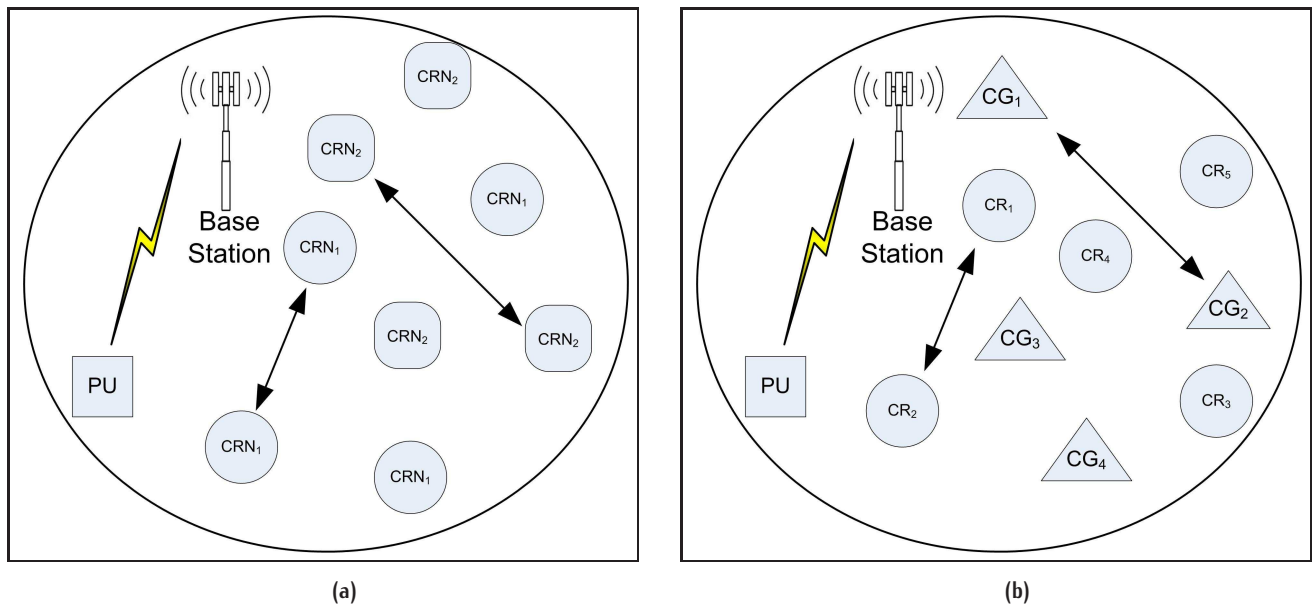 CRN₂
CRN₂
CRN₁
Base
Station
CRN₁
CRN₂
CRN₂
PU
CRN₁
CRN₁
(a)
CG₁
CR₅
CR₁
Base
Station
CR₄
CG₂
CG₃
PU
CR₃
CR₂
CG₄
(b)